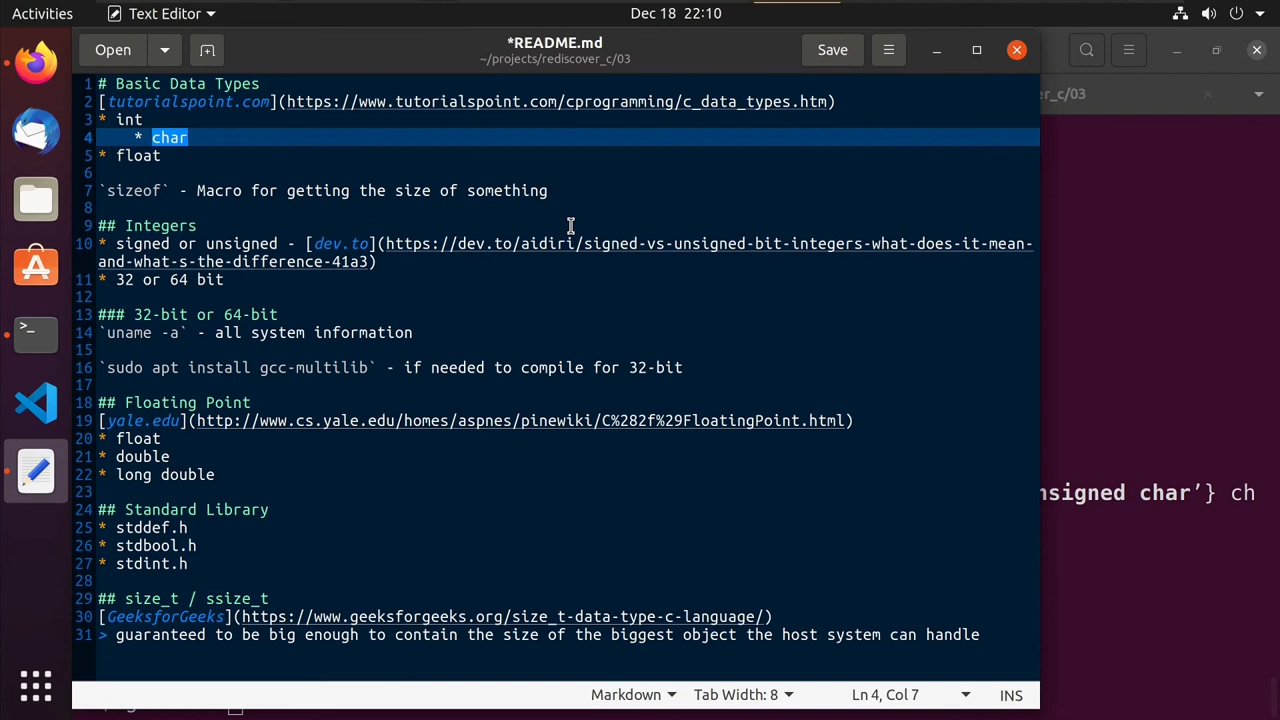 Activities
Text Editor
Dec 18 22:10
Open
*README.md
~/projects/rediscover_c/03
Save
er_c/03
1 # Basic Data Types
2 [tutorialspoint.com](https://www.tutorialspoint.com/cprogramming/c_data_types.htm)
3 * int
4     * char
5 * float
6
7 `sizeof` - Macro for getting the size of something
8
9 ## Integers
10 * signed or unsigned - [dev.to](https://dev.to/aidiri/signed-vs-unsigned-bit-integers-what-does-it-mean-
and-what-s-the-difference-41a3)
11 * 32 or 64 bit
12
13 ### 32-bit or 64-bit
14 `uname -a` - all system information
15
16 `sudo apt install gcc-multilib` - if needed to compile for 32-bit
17
18 ## Floating Point
19 [yale.edu](http://www.cs.yale.edu/homes/aspnes/pinewiki/C%282f%29FloatingPoint.html)
20 * float
21 * double
22 * long double
23
24 ## Standard Library
25 * stddef.h
26 * stdbool.h
27 * stdint.h
28
29 ## size_t / ssize_t
30 [GeeksforGeeks](https://www.geeksforgeeks.org/size_t-data-type-c-language/)
31 > guaranteed to be big enough to contain the size of the biggest object the host system can handle
nsigned char’} ch
Markdown
Tab Width: 8
Ln 4, Col 7
INS